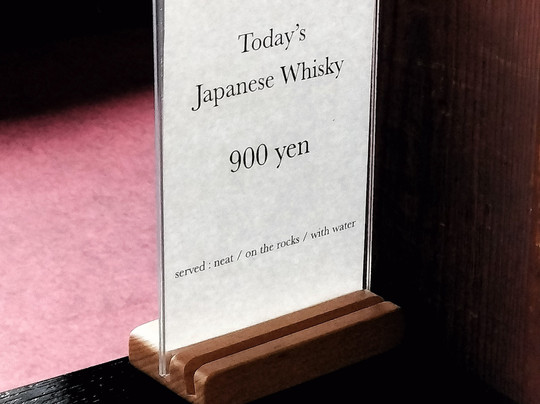 Today's
Japanese Whisky
900 yen
served : neat / on the rocks / with water